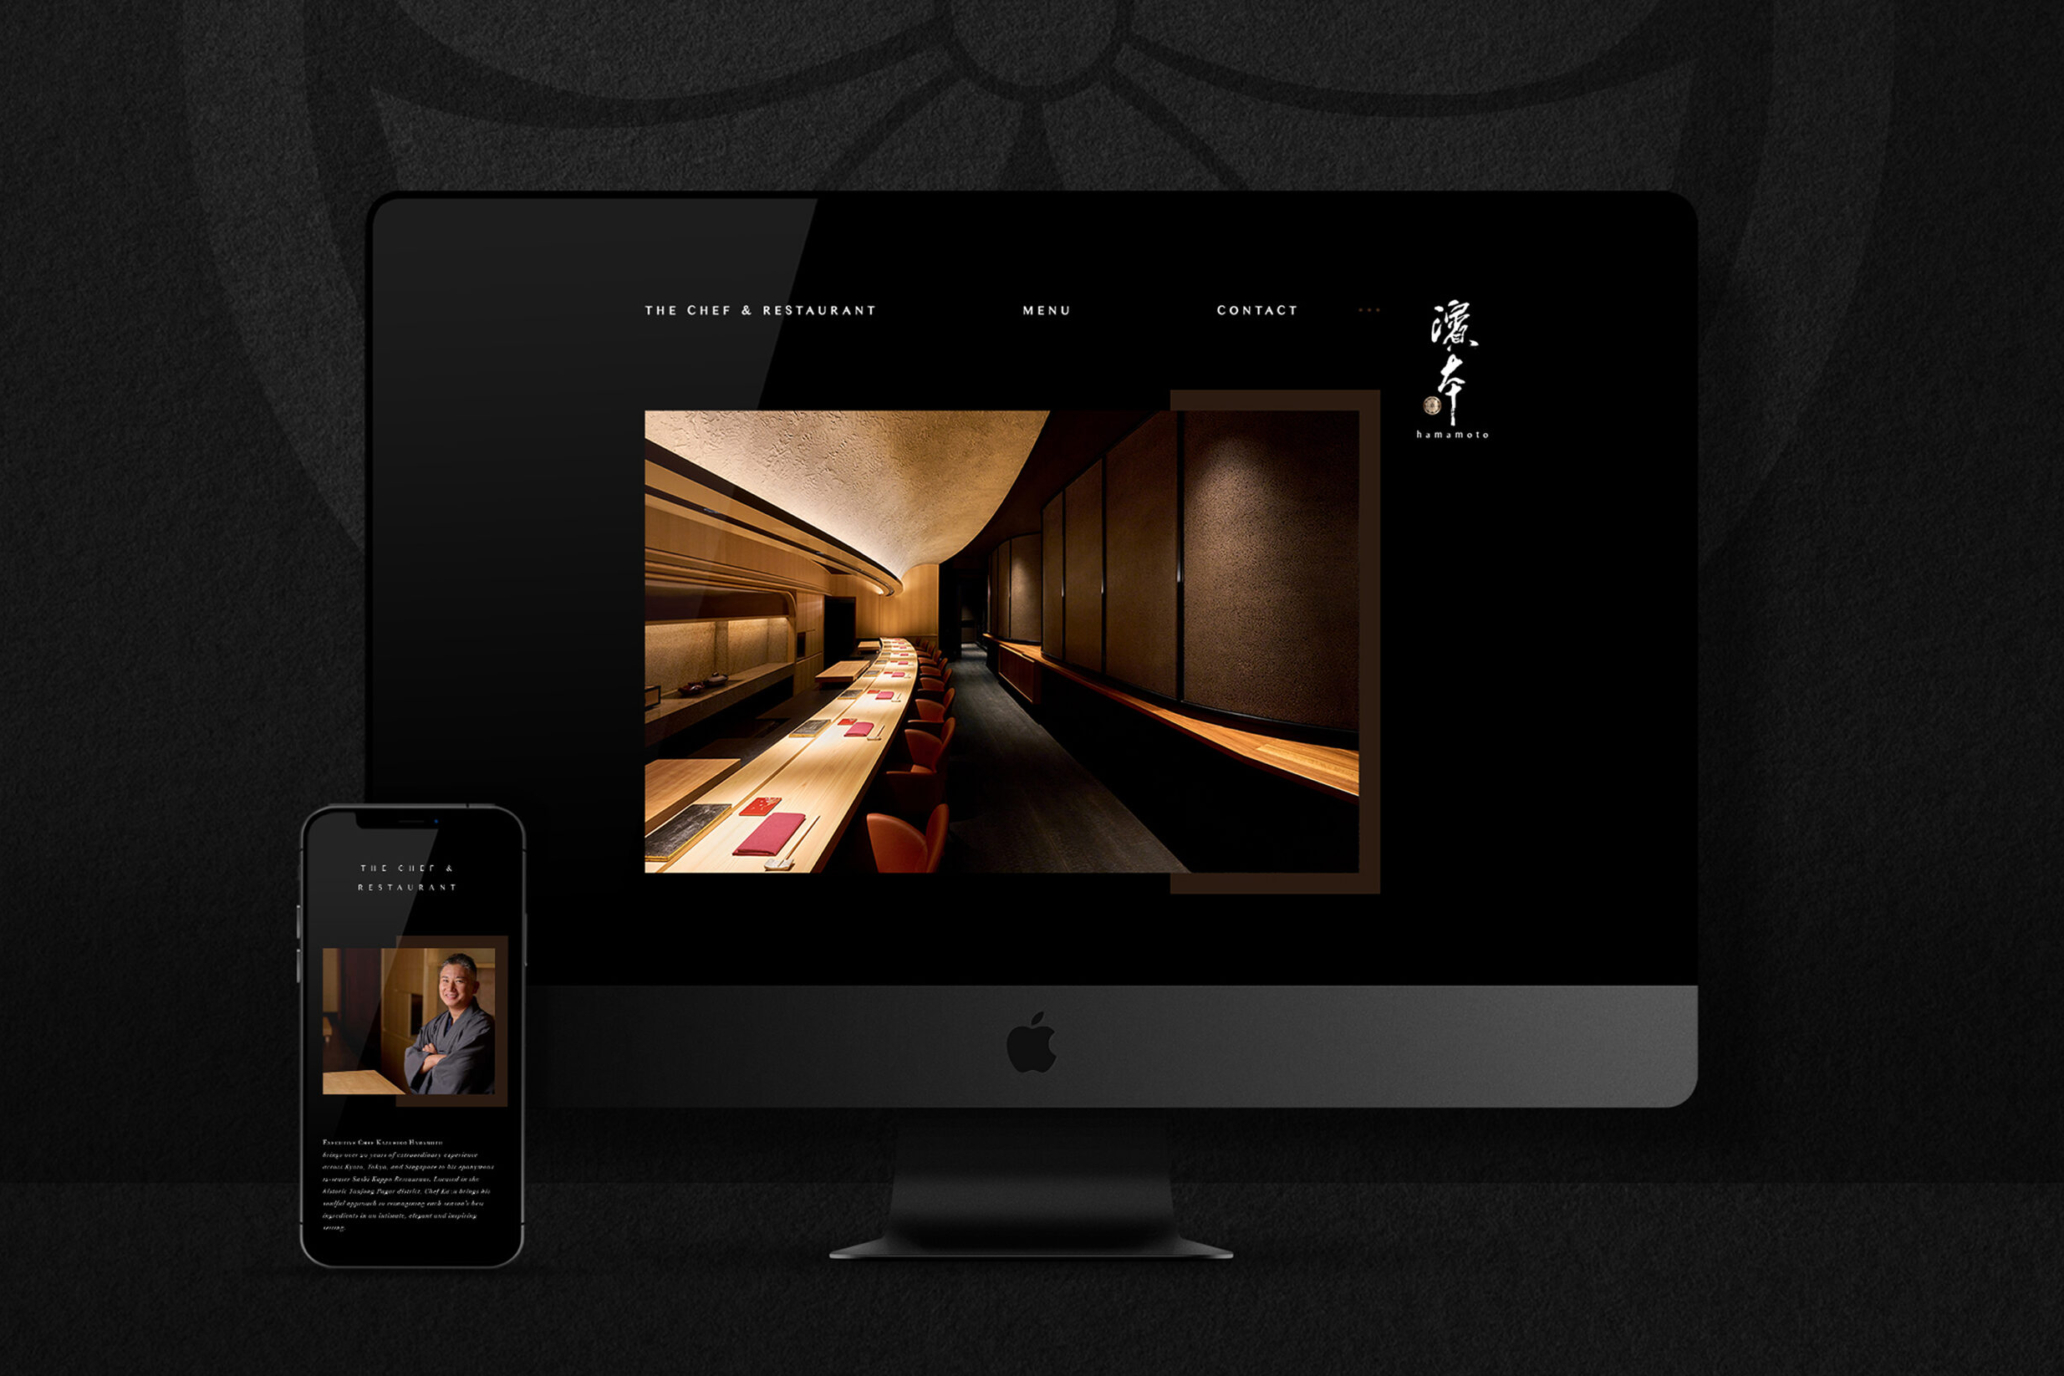 THE CHEF & RESTAURANT
MENU
CONTACT
濱本
hamamoto
THE CHEF &
RESTAURANT
Executive Chef Kazuhiro Hamamoto
brings over 20 years of extraordinary experience
across Kyoto, Tokyo, and Singapore to his eponymous
Sushi Kappo Restaurant. Located in the
historic Tanjong Pagar district, Chef Kazu brings his
soulful approach to reimagining each season's best
ingredients in an intimate, elegant and inspiring
setting.